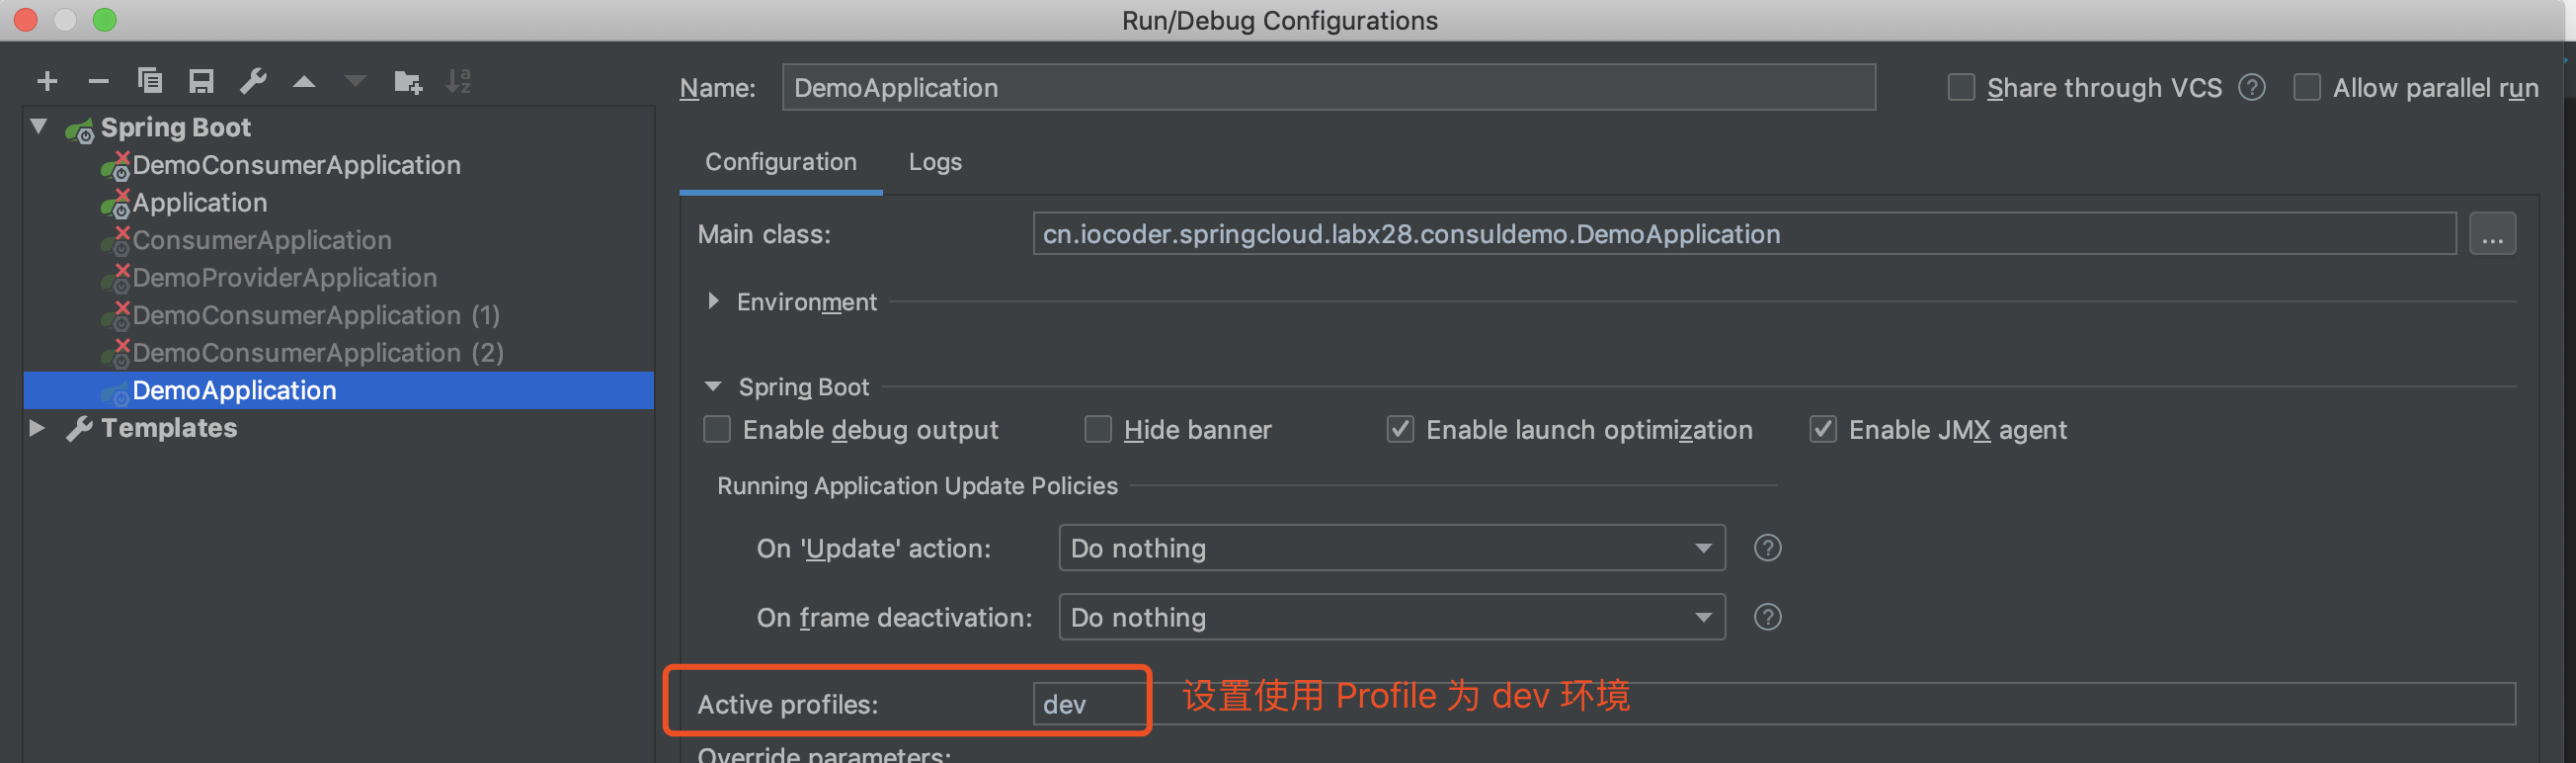 Run/Debug Configurations
Name: DemoApplication Share through VCS ? Allow parallel run
Spring Boot
DemoConsumerApplication
Application
ConsumerApplication
DemoProviderApplication
DemoConsumerApplication (1)
DemoConsumerApplication (2)
DemoApplication
Templates
Configuration Logs
Main class: cn.iocoder.springcloud.labx28.consuldemo.DemoApplication ...
Environment
Spring Boot
Enable debug output Hide banner Enable launch optimization Enable JMX agent
Running Application Update Policies
On 'Update' action: Do nothing ?
On frame deactivation: Do nothing ?
Active profiles: dev 设置使用 Profile 为 dev 环境
Override parameters: